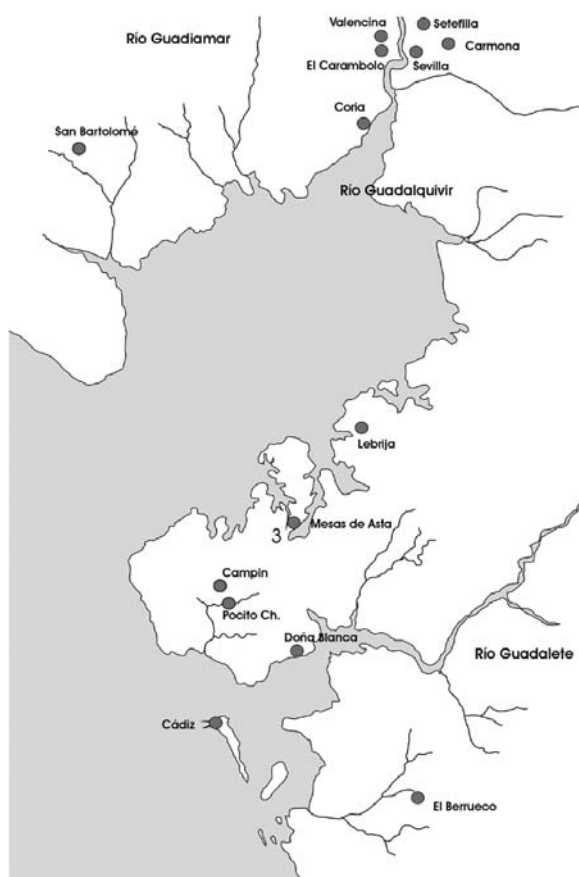 Valencina
Setefilla
Río Guadiamar
Carmona
El Carambolo
Sevilla
Coria
San Bartolomé
Río Guadalquivir
Lebrija
Mesas de Asta
3
Campin
Pocito Ch.
Doña Blanca
Río Guadalete
Cádiz
El Berrueco